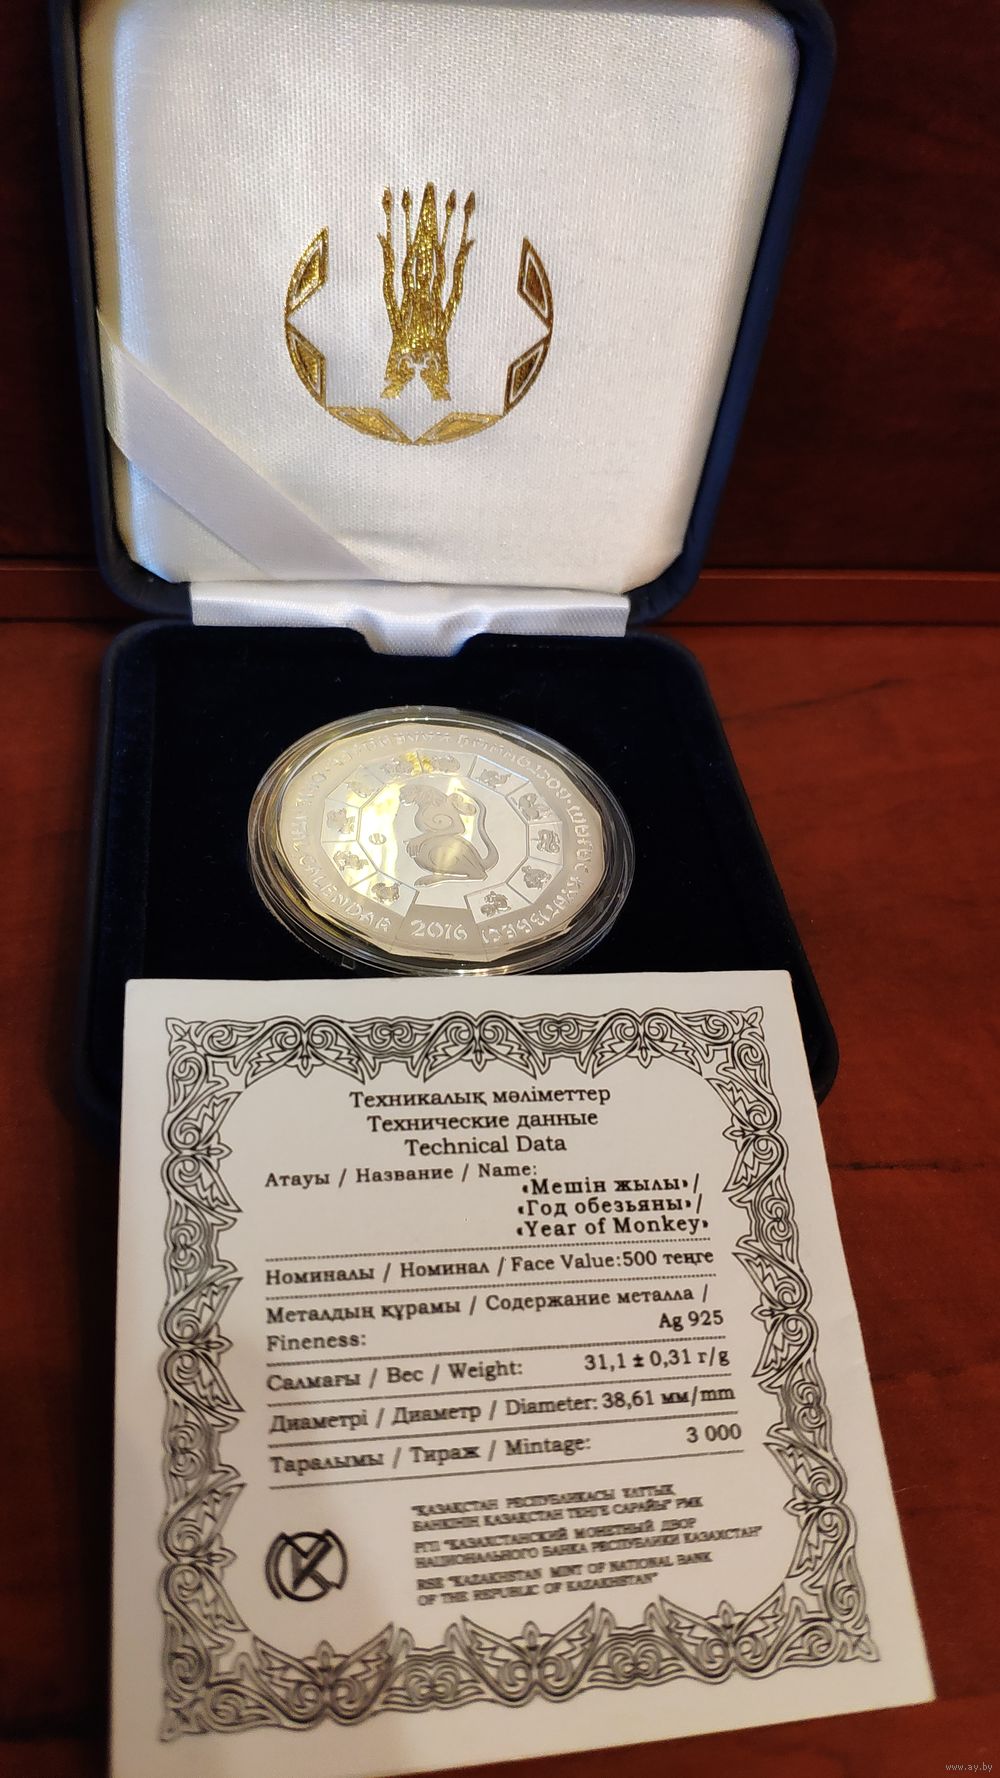 CALENDAR 2016
Техникалық мәліметтер
Технические данные
Technical Data
Атауы / Название / Name:
«Мешін жылы»/
«Год обезьяны»/
«Year of Monkey»
Номиналы / Номинал / Face Value:500 теңге
Металдың құрамы / Содержание металла /
Fineness:
Ag 925
Салмағы / Вес / Weight: 31,1 ± 0,31 г/g
Диаметрі / Диаметр / Diameter: 38,61 мм/mm
Таралымы / Тираж / Mintage: 3 000
"ҚАЗАҚСТАН РЕСПУБЛИКАСЫ ҰЛТТЫҚ
БАНКІНІҢ ҚАЗАҚСТАН ТЕҢГЕ САРАЙЫ" РМК
РГП "КАЗАХСТАНСКИЙ МОНЕТНЫЙ ДВОР
НАЦИОНАЛЬНОГО БАНКА РЕСПУБЛИКИ КАЗАХСТАН"
RSE "KAZAKHSTAN MINT OF NATIONAL BANK
OF THE REPUBLIC OF KAZAKHSTAN"
www.ay.by